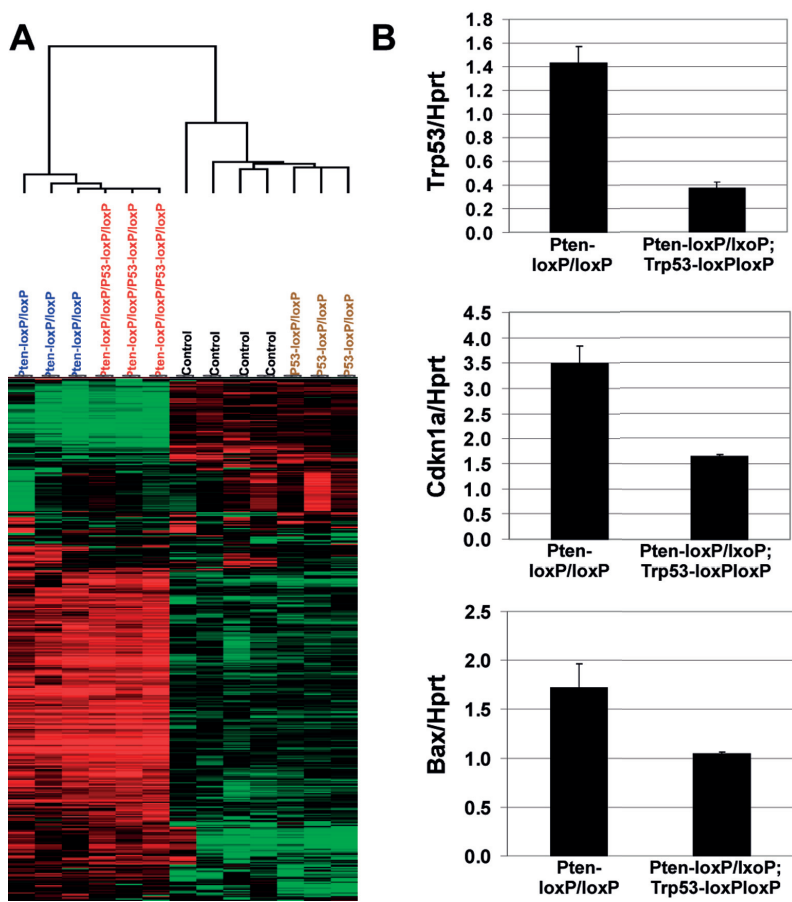 A
Pten-loxP/loxP
Pten-loxP/loxP
Pten-loxP/loxP
Pten-loxP/loxP/P53-loxP/loxP
Pten-loxP/loxP/P53-loxP/loxP
Pten-loxP/loxP/P53-loxP/loxP
Control
Control
Control
Control
P53-loxP/loxP
P53-loxP/loxP
P53-loxP/loxP
B
Trp53/Hprt
1.8
1.6
1.4
1.2
1.0
0.8
0.6
0.4
0.2
0.0
Pten-
loxP/loxP
Pten-loxP/lxoP;
Trp53-loxPloxP
Cdkn1a/Hprt
4.5
4.0
3.5
3.0
2.5
2.0
1.5
1.0
0.5
0.0
Pten-
loxP/loxP
Pten-loxP/lxoP;
Trp53-loxPloxP
Bax/Hprt
2.5
2.0
1.5
1.0
0.5
0.0
Pten-
loxP/loxP
Pten-loxP/lxoP;
Trp53-loxPloxP